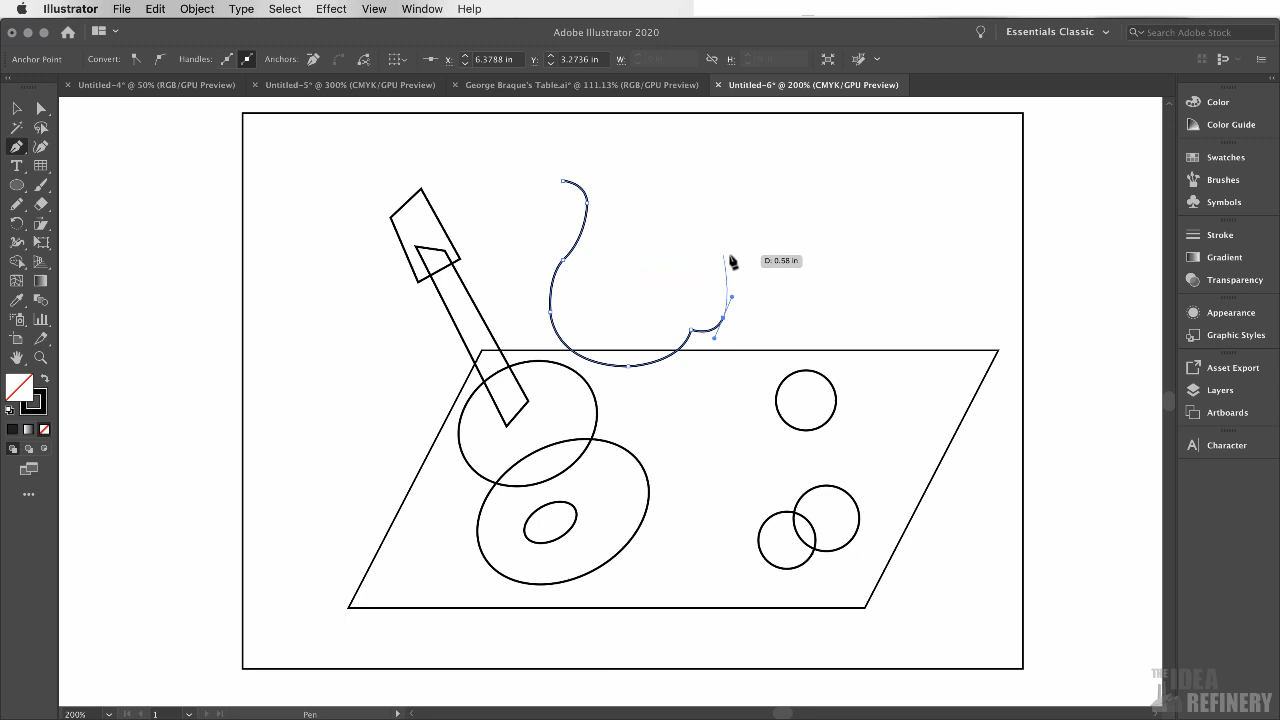 Illustrator File Edit Object Type Select Effect View Window Help
Adobe Illustrator 2020
Essentials Classic
Search Adobe Stock
Anchor Point Convert: Handles: Anchors: X: 6.3788 in Y: 3.2736 in W: H:
Untitled-4* @ 50% (RGB/GPU Preview) Untitled-5* @ 300% (CMYK/GPU Preview) George Braque's Table.ai* @ 111.13% (RGB/GPU Preview) Untitled-6* @ 200% (CMYK/GPU Preview)
Color
Color Guide
Swatches
Brushes
Symbols
Stroke
Gradient
Transparency
Appearance
Graphic Styles
Asset Export
Layers
Artboards
Character
D: 0.58 in
200% 1 Pen
THE IDEA
REFINERY